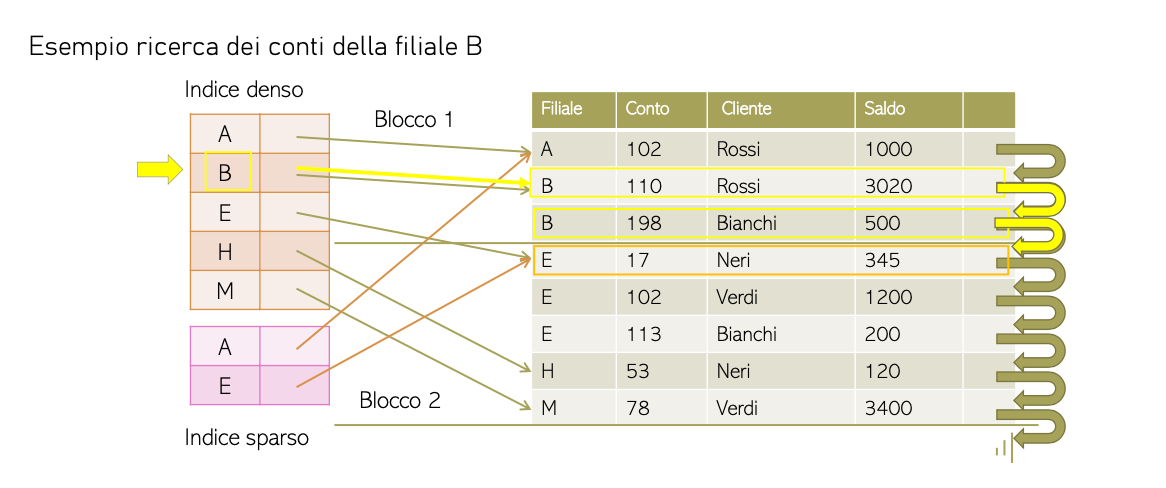 Esempio ricerca dei conti della filiale B
Indice denso
A
B
E
H
M
A
E
Indice sparso
Blocco 1
Blocco 2
Filiale Conto Cliente Saldo
A 102 Rossi 1000
B 110 Rossi 3020
B 198 Bianchi 500
E 17 Neri 345
E 102 Verdi 1200
E 113 Bianchi 200
H 53 Neri 120
M 78 Verdi 3400